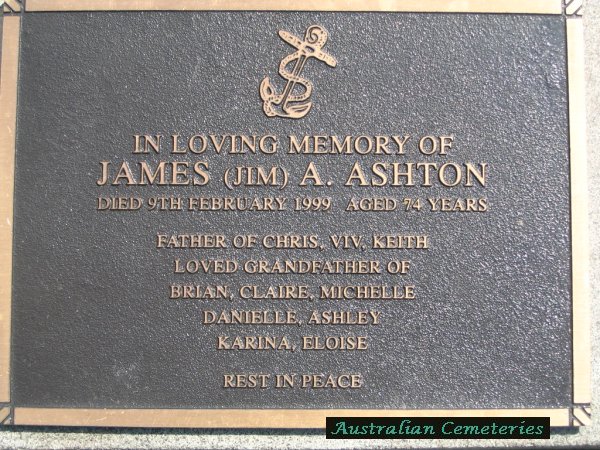 IN LOVING MEMORY OF
JAMES (JIM) A. ASHTON
DIED 9TH FEBRUARY 1999 AGED 74 YEARS
FATHER OF CHRIS, VIV, KEITH
LOVED GRANDFATHER OF
BRIAN, CLAIRE, MICHELLE
DANIELLE, ASHLEY
KARINA, ELOISE
REST IN PEACE
Australian Cemeteries